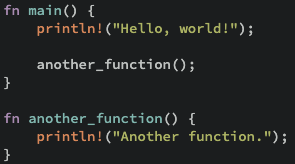 fn main() {
    println!("Hello, world!");

    another_function();
}

fn another_function() {
    println!("Another function.");
}